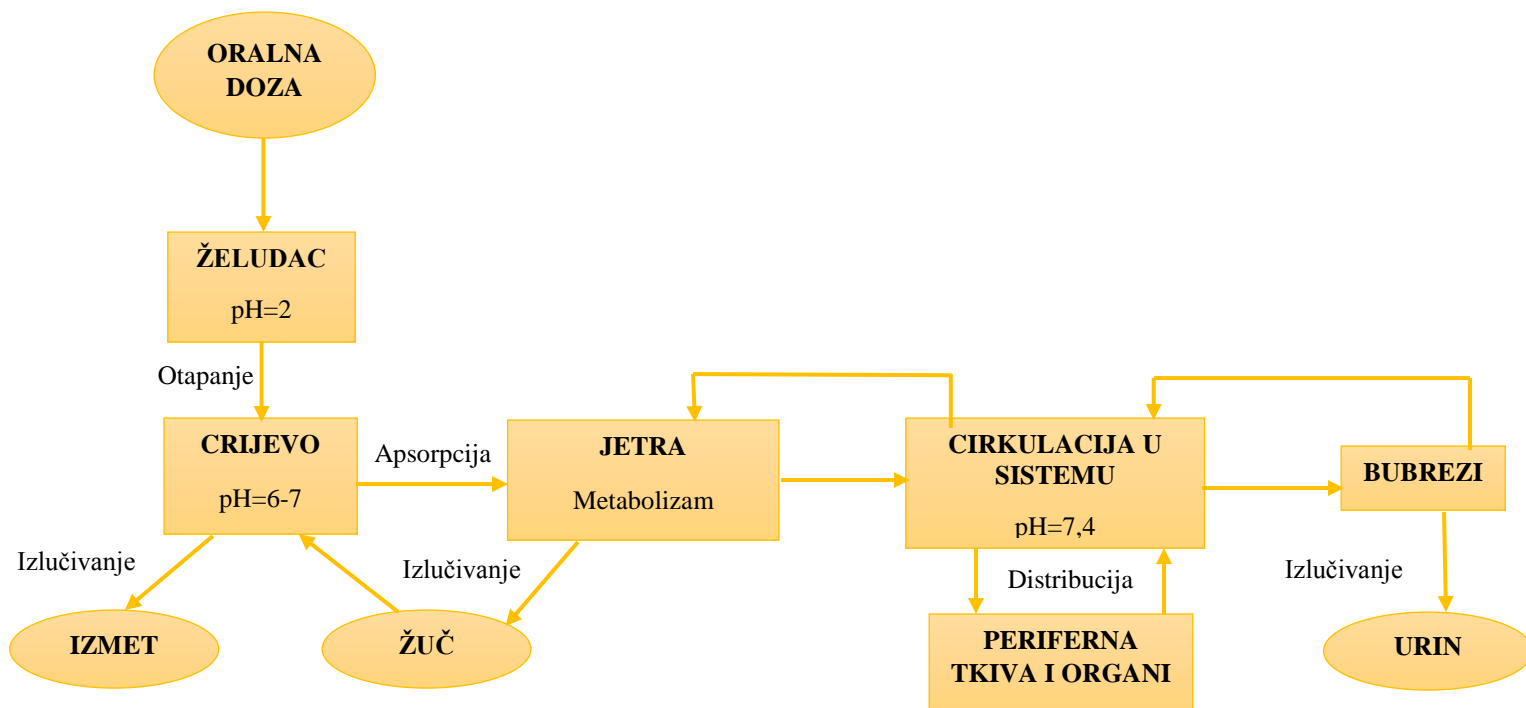 ORALNA
DOZA
ŽELUDAC
pH=2
Otapanje
CRIJEVO
pH=6-7
Apsorpcija
JETRA
Metabolizam
CIRKULACIJA U
SISTEMU
pH=7,4
BUBREZI
Izlučivanje
Izlučivanje
Distribucija
Izlučivanje
IZMET
ŽUČ
PERIFERNA
TKIVA I ORGANI
URIN